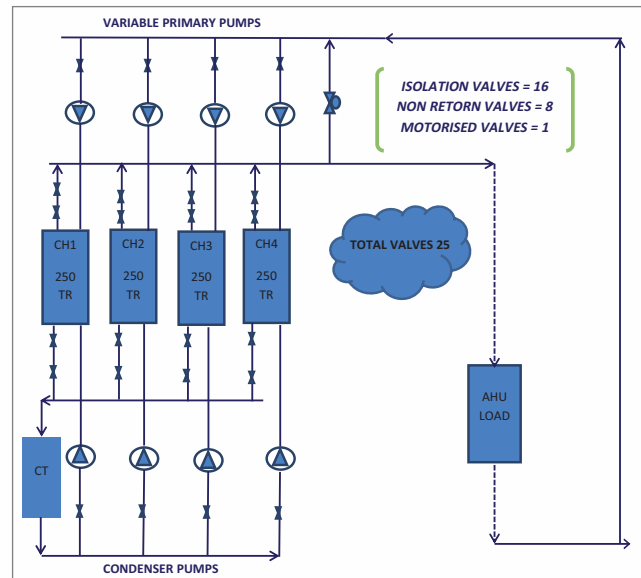 VARIABLE PRIMARY PUMPS
ISOLATION VALVES = 16
NON RETORN VALVES = 8
MOTORISED VALVES = 1
TOTAL VALVES 25
CH1
250
TR
CH2
250
TR
CH3
250
TR
CH4
250
TR
AHU
LOAD
CT
CONDENSER PUMPS